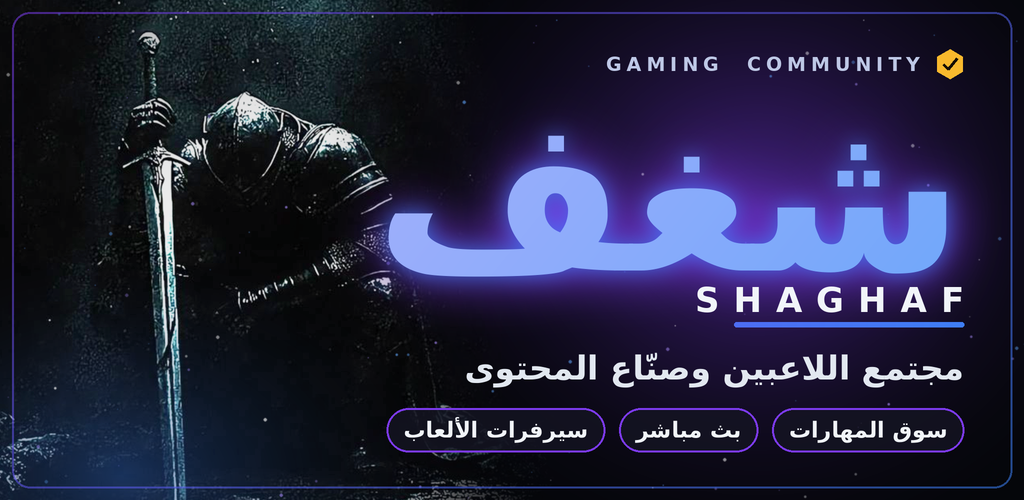 GAMING COMMUNITY
شغف
SHAGHAF
مجتمع اللاعبين وصنّاع المحتوى
سوق المهارات
بث مباشر
سيرفرات الألعاب